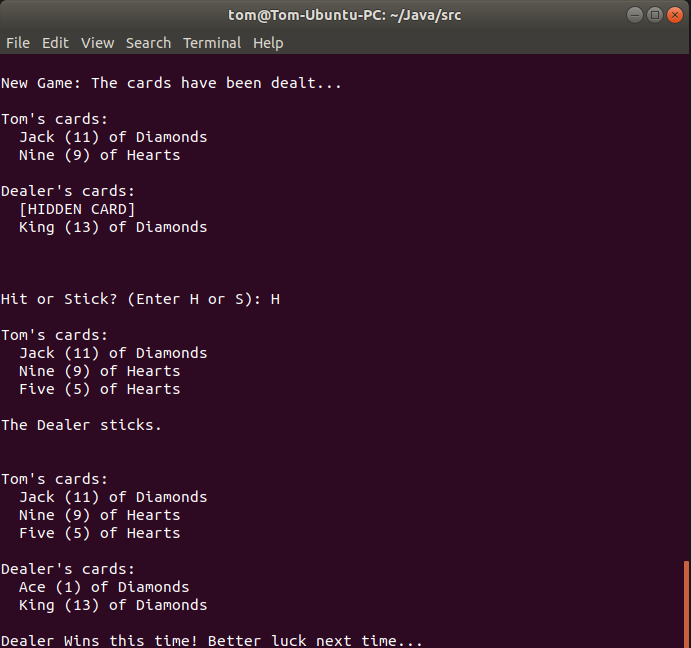 tom@Tom-Ubuntu-PC: ~/Java/src
File Edit View Search Terminal Help
New Game: The cards have been dealt...
Tom's cards:
Jack (11) of Diamonds
Nine (9) of Hearts
Dealer's cards:
[HIDDEN CARD]
King (13) of Diamonds
Hit or Stick? (Enter H or S): H
Tom's cards:
Jack (11) of Diamonds
Nine (9) of Hearts
Five (5) of Hearts
The Dealer sticks.
Tom's cards:
Jack (11) of Diamonds
Nine (9) of Hearts
Five (5) of Hearts
Dealer's cards:
Ace (1) of Diamonds
King (13) of Diamonds
Dealer Wins this time! Better luck next time...